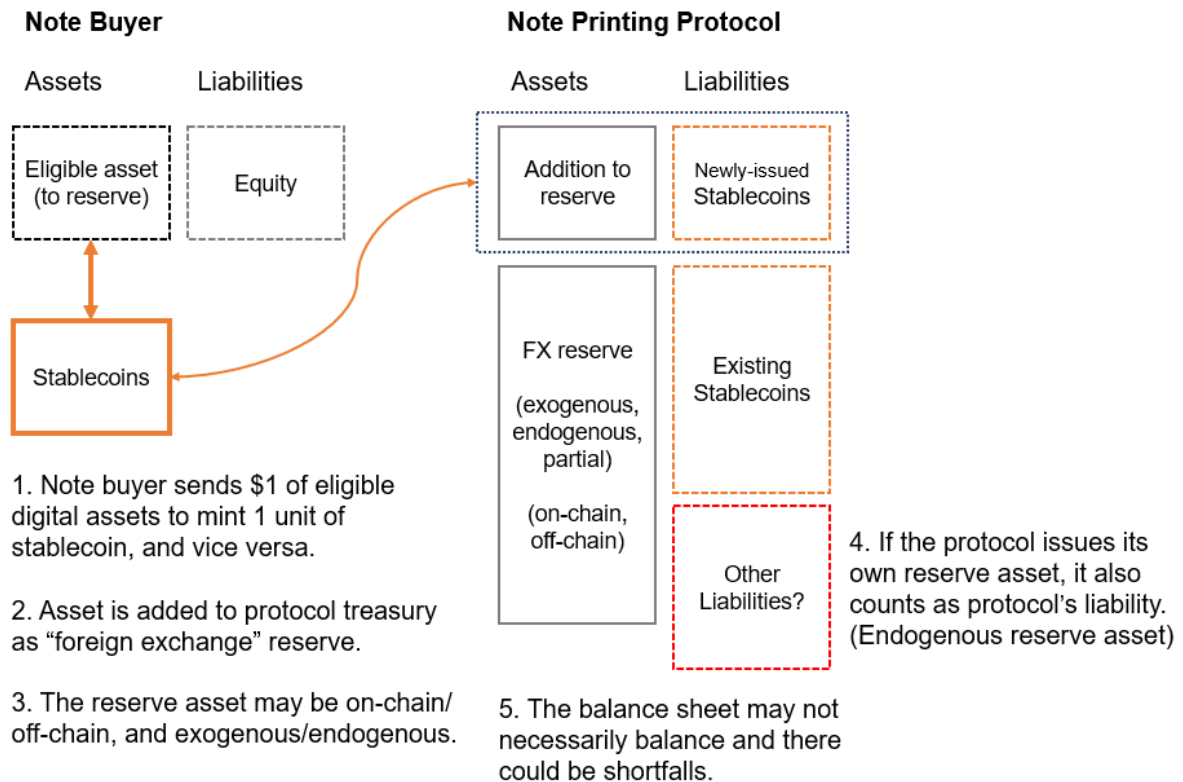 Note Buyer
Note Printing Protocol
Assets
Liabilities
Assets
Liabilities
Eligible asset
(to reserve)
Equity
Addition to
reserve
Newly-issued
Stablecoins
Stablecoins
FX reserve
(exogenous,
endogenous,
partial)
(on-chain,
off-chain)
Existing
Stablecoins
Other
Liabilities?
1. Note buyer sends $1 of eligible
digital assets to mint 1 unit of
stablecoin, and vice versa.
2. Asset is added to protocol treasury
as “foreign exchange” reserve.
3. The reserve asset may be on-chain/
off-chain, and exogenous/endogenous.
4. If the protocol issues its
own reserve asset, it also
counts as protocol’s liability.
(Endogenous reserve asset)
5. The balance sheet may not
necessarily balance and there
could be shortfalls.